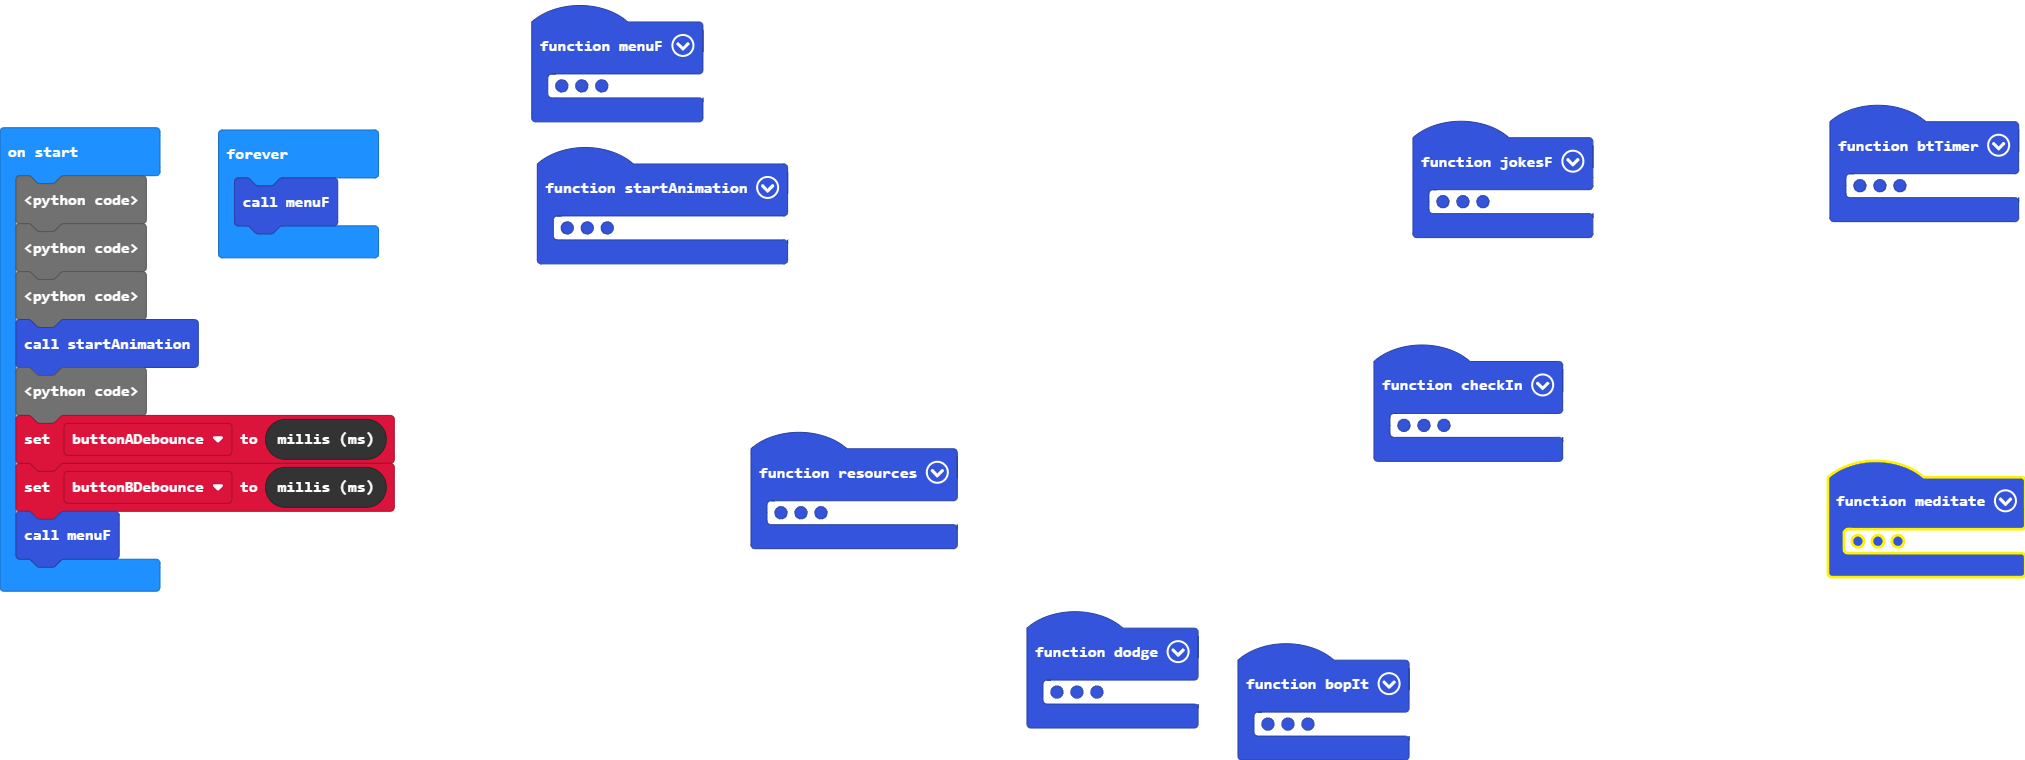 on start
<python code>
<python code>
<python code>
call startAnimation
<python code>
set buttonADebounce to millis (ms)
set buttonBDebounce to millis (ms)
call menuF
forever
call menuF
function menuF
function startAnimation
function resources
function dodge
function bopIt
function jokesF
function checkIn
function btTimer
function meditate